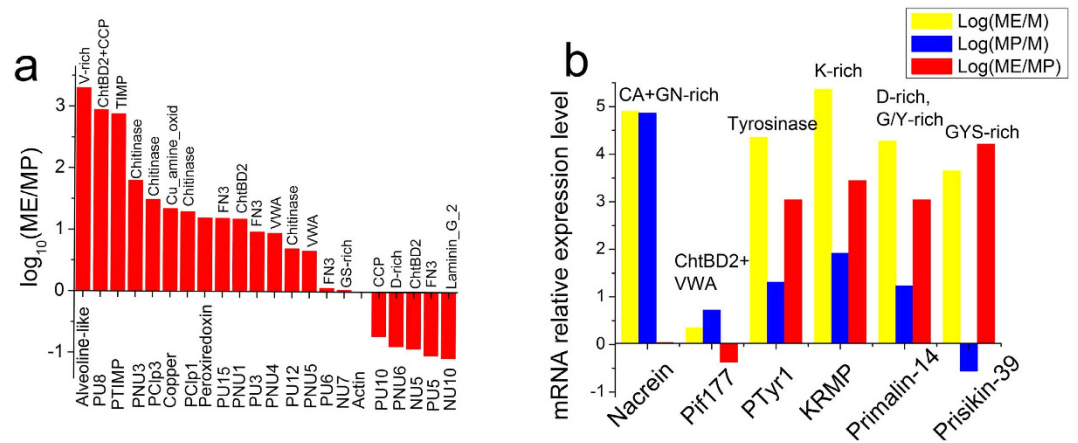 a
log10(ME/MP)
3
2
1
0
-1
V-rich
ChtBD2+CCP
TIMP
Chitinase
Chitinase
Cu_amine_oxid
Chitinase
FN3
ChtBD2
FN3
VWA
Chitinase
VWA
FN3
GS-rich
CCP
D-rich
ChtBD2
FN3
Laminin_G_2
Alveoline-like
PU8
PTIMP
PNU3
PClp3
Copper
PClp1
Peroxiredoxin
PU15
PNU1
PU3
PNU4
PU12
PNU5
PU6
NU7
Actin
PU10
PNU6
NU5
PU5
NU10
b
Log(ME/M)
Log(MP/M)
Log(ME/MP)
mRNA relative expression level
5
4
3
2
1
0
-1
CA+GN-rich
ChtBD2+
VWA
Tyrosinase
K-rich
D-rich,
G/Y-rich
GYS-rich
Nacrein
Pif177
PTyr1
KRMP
Primalin-14
Prisikin-39